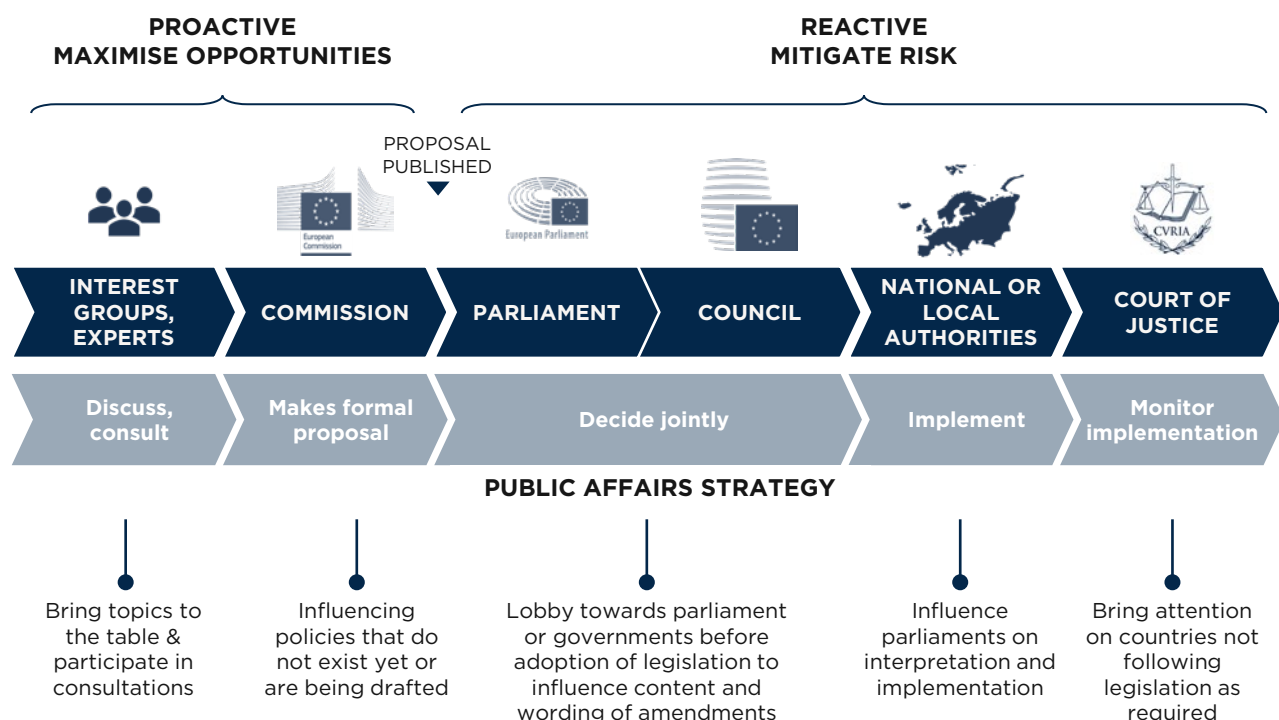 PROACTIVE
MAXIMISE OPPORTUNITIES
REACTIVE
MITIGATE RISK
PROPOSAL
PUBLISHED
European
Commission
European Parliament
CVRIA
INTEREST
GROUPS,
EXPERTS
COMMISSION
PARLIAMENT
COUNCIL
NATIONAL OR
LOCAL
AUTHORITIES
COURT OF
JUSTICE
Discuss,
consult
Makes formal
proposal
Decide jointly
Implement
Monitor
implementation
PUBLIC AFFAIRS STRATEGY
Bring topics to
the table &
participate in
consultations
Influencing
policies that do
not exist yet or
are being drafted
Lobby towards parliament
or governments before
adoption of legislation to
influence content and
wording of amendments
Influence
parliaments on
interpretation and
implementation
Bring attention
on countries not
following
legislation as
required